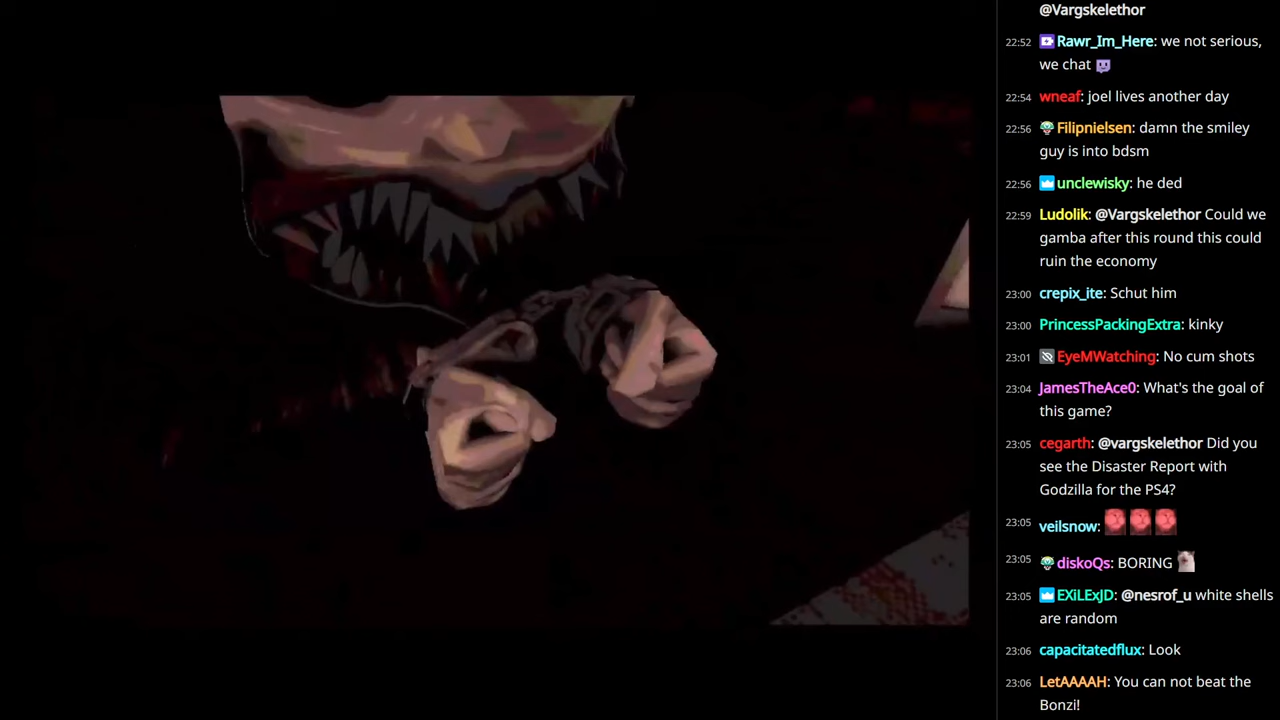 @Vargskelethor
22:52 Rawr_Im_Here: we not serious,
we chat
22:54 wneaf: joel lives another day
22:56 Filipnielsen: damn the smiley
guy is into bdsm
22:56 unclewisky: he ded
22:59 Ludolik: @Vargskelethor Could we
gamba after this round this could
ruin the economy
23:00 crepix_ite: Schut him
23:00 PrincessPackingExtra: kinky
23:01 EyeMWatching: No cum shots
23:04 JamesTheAce0: What's the goal of
this game?
23:05 cegarth: @vargskelethor Did you
see the Disaster Report with
Godzilla for the PS4?
23:05 veilsnow:
23:05 diskoQs: BORING
23:05 EXiLExJD: @nesrof_u white shells
are random
23:06 capacitatedflux: Look
23:06 LetAAAAH: You can not beat the
Bonzi!